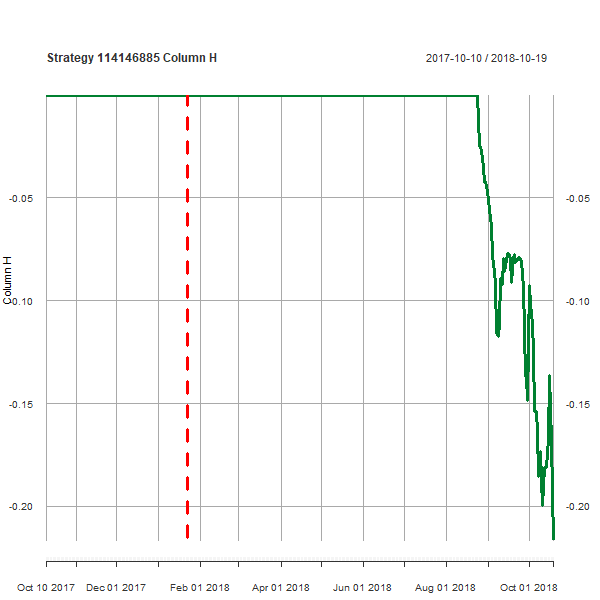 Strategy 114146885 Column H
2017-10-10 / 2018-10-19
Column H
-0.05
-0.05
-0.10
-0.10
-0.15
-0.15
-0.20
-0.20
Oct 10 2017
Dec 01 2017
Feb 01 2018
Apr 01 2018
Jun 01 2018
Aug 01 2018
Oct 01 2018